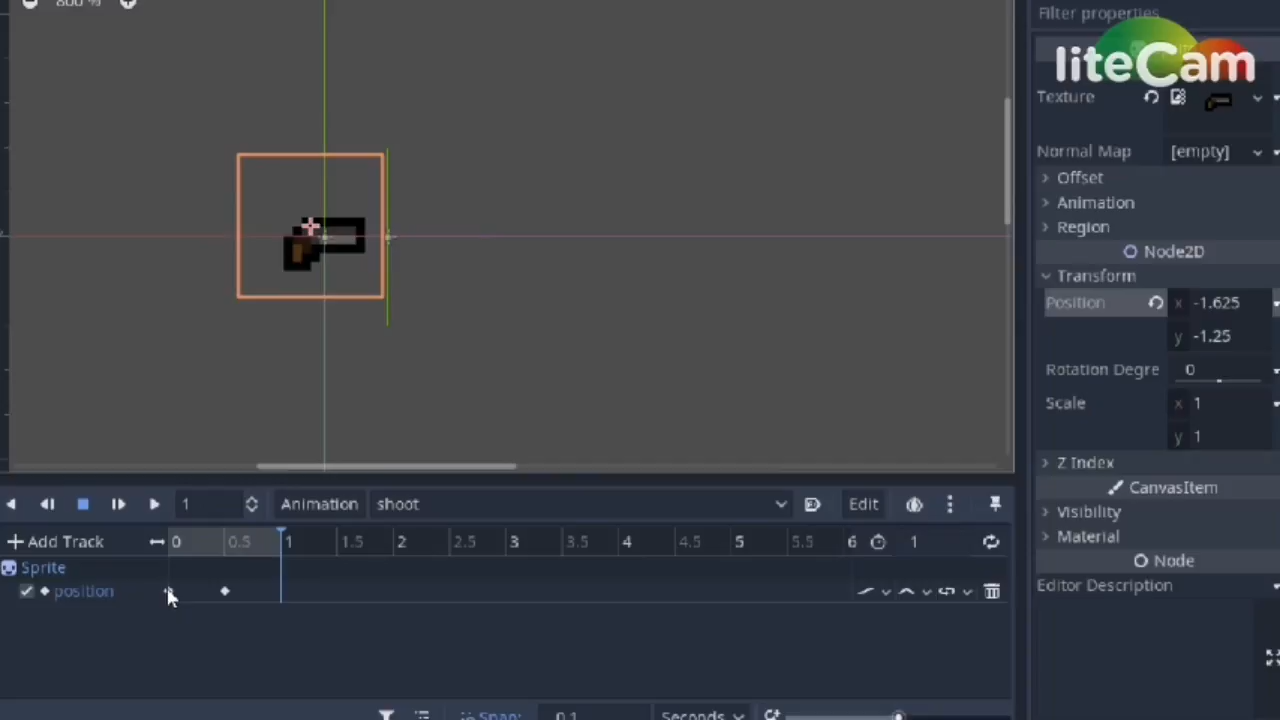 800 %
Filter properties
liteCam
Texture
Normal Map [empty]
Offset
Animation
Region
Node2D
Transform
Position x -1.625
y -1.25
Rotation Degre 0
Scale x 1
y 1
Z Index
CanvasItem
Visibility
Material
Node
Editor Description
1 Animation shoot Edit
Add Track 0 0.5 1 1.5 2 2.5 3 3.5 4 4.5 5 5.5 6 1
Sprite
position
Snap: 0.1 Seconds